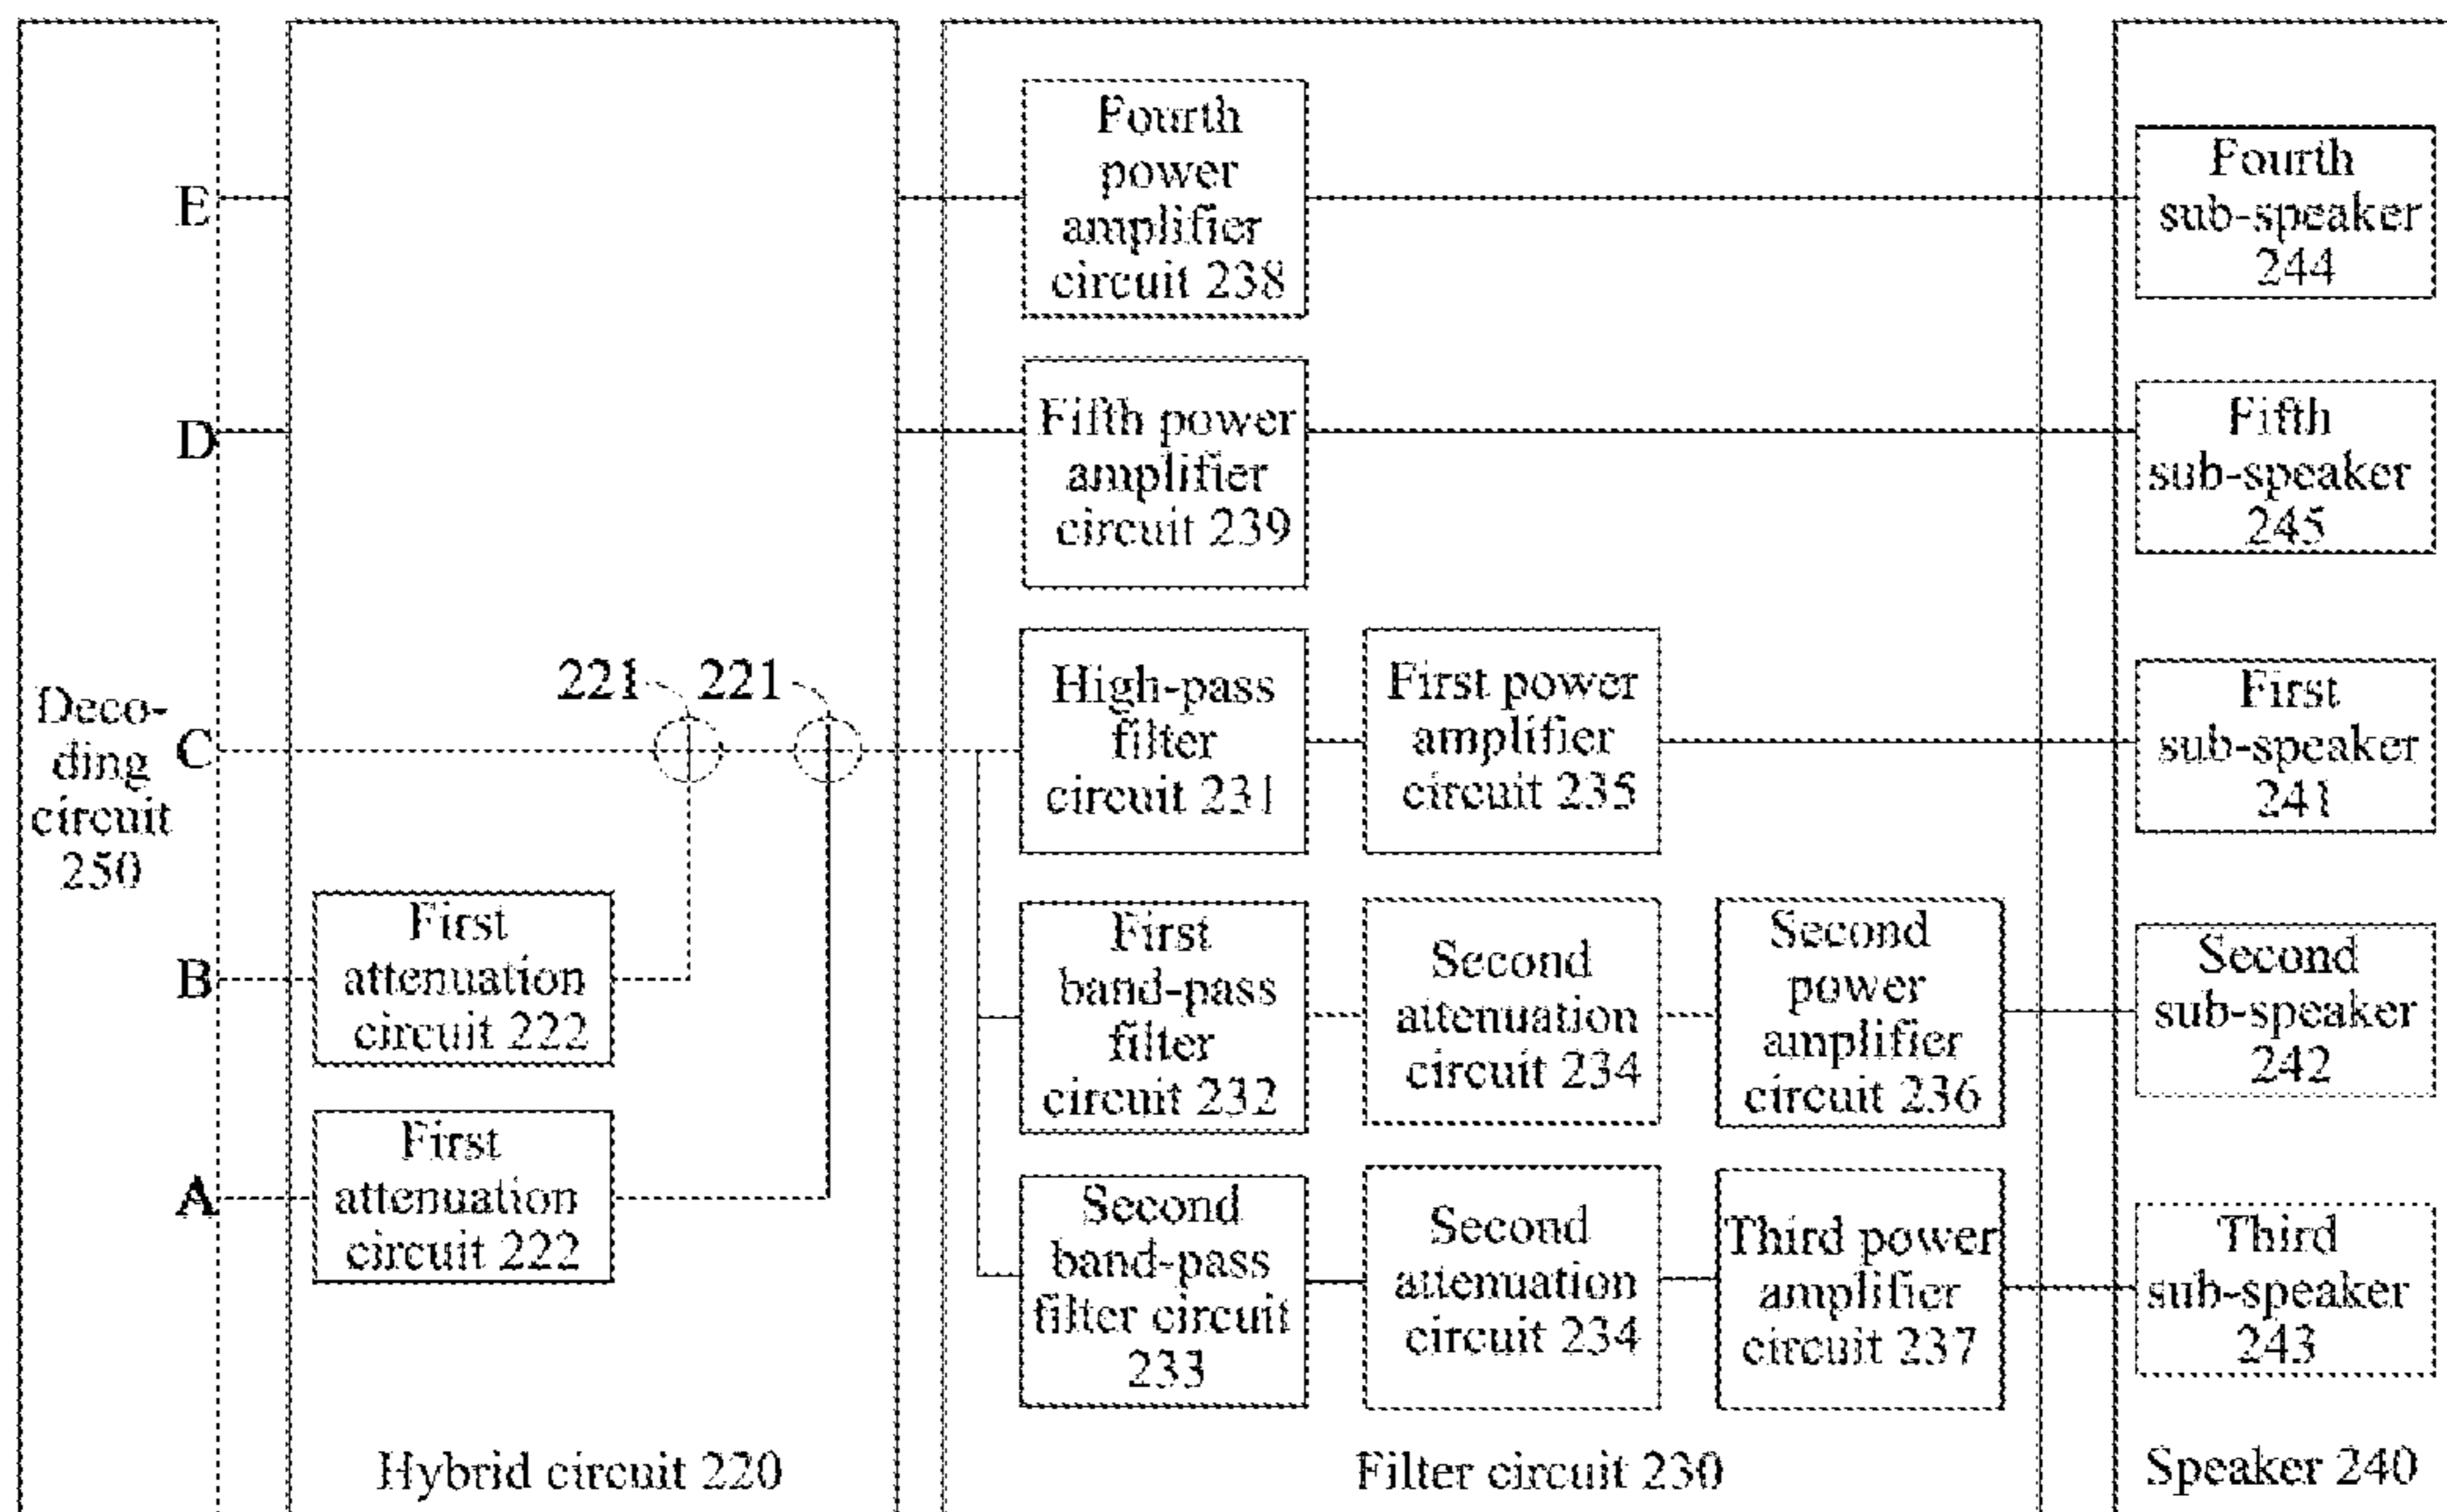 Deco-
ding
circuit
250
E
D
C
B
A
221
221
First
attenuation
circuit 222
First
attenuation
circuit 222
Hybrid circuit 220
Fourth
power
amplifier
circuit 238
Fifth power
amplifier
circuit 239
High-pass
filter
circuit 231
First power
amplifier
circuit 235
First
band-pass
filter
circuit 232
Second
attenuation
circuit 234
Second
power
amplifier
circuit 236
Second
band-pass
filter circuit
233
Second
attenuation
circuit 234
Third power
amplifier
circuit 237
Filter circuit 230
Fourth
sub-speaker
244
Fifth
sub-speaker
245
First
sub-speaker
241
Second
sub-speaker
242
Third
sub-speaker
243
Speaker 240